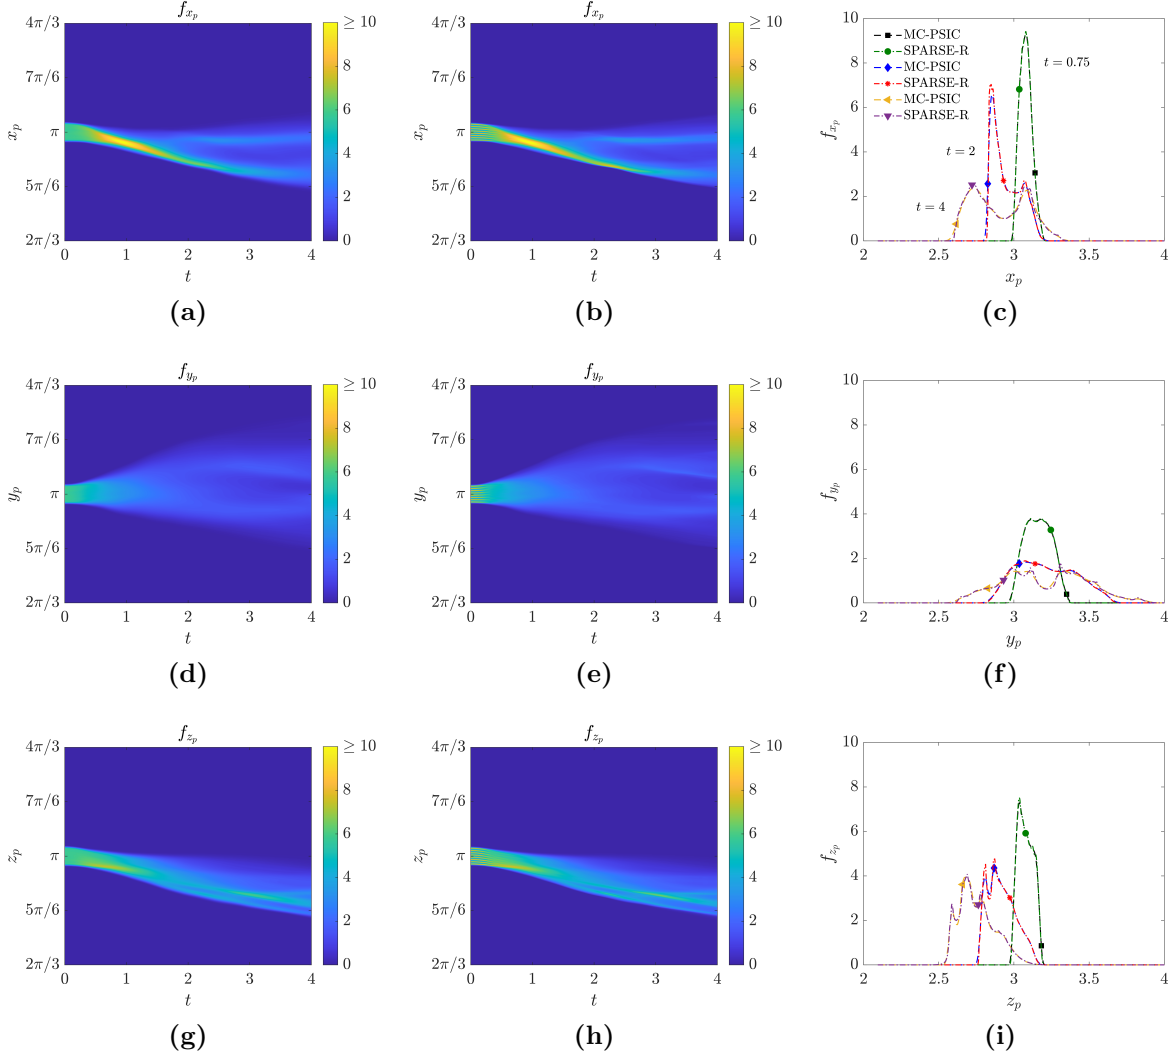 f_{x_p}
4π/3
7π/6
π
5π/6
2π/3
x_p
0
1
2
3
4
t
≥ 10
8
6
4
2
0
(a)
f_{x_p}
4π/3
7π/6
π
5π/6
2π/3
x_p
0
1
2
3
4
t
≥ 10
8
6
4
2
0
(b)
10
8
6
4
2
0
f_{x_p}
MC-PSIC
SPARSE-R
MC-PSIC
SPARSE-R
MC-PSIC
SPARSE-R
t = 0.75
t = 2
t = 4
2
2.5
3
3.5
4
x_p
(c)
f_{y_p}
4π/3
7π/6
π
5π/6
2π/3
y_p
0
1
2
3
4
t
≥ 10
8
6
4
2
0
(d)
f_{y_p}
4π/3
7π/6
π
5π/6
2π/3
y_p
0
1
2
3
4
t
≥ 10
8
6
4
2
0
(e)
10
8
6
4
2
0
f_{y_p}
2
2.5
3
3.5
4
y_p
(f)
f_{z_p}
4π/3
7π/6
π
5π/6
2π/3
z_p
0
1
2
3
4
t
≥ 10
8
6
4
2
0
(g)
f_{z_p}
4π/3
7π/6
π
5π/6
2π/3
z_p
0
1
2
3
4
t
≥ 10
8
6
4
2
0
(h)
10
8
6
4
2
0
f_{z_p}
2
2.5
3
3.5
4
z_p
(i)